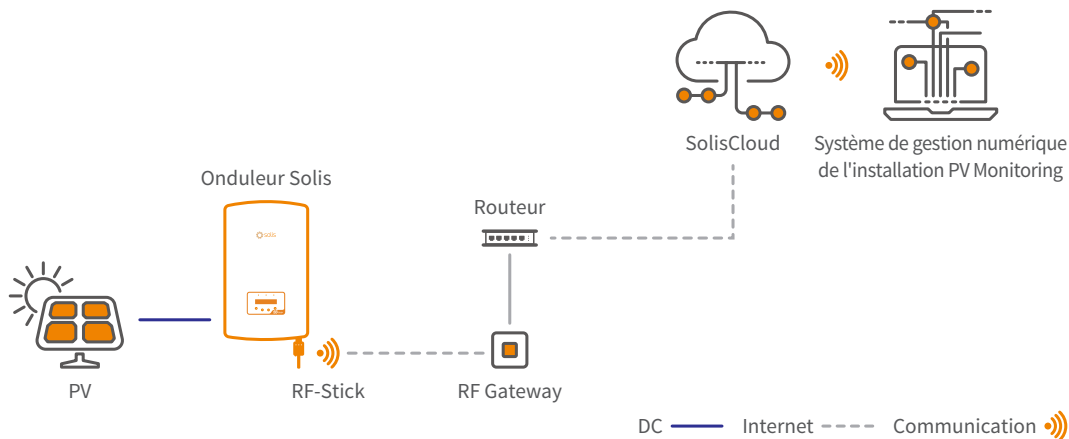 SolisCloud
Système de gestion numérique
de l'installation PV Monitoring
Onduleur Solis
solis
Routeur
PV
RF-Stick
RF Gateway
DC
Internet
Communication